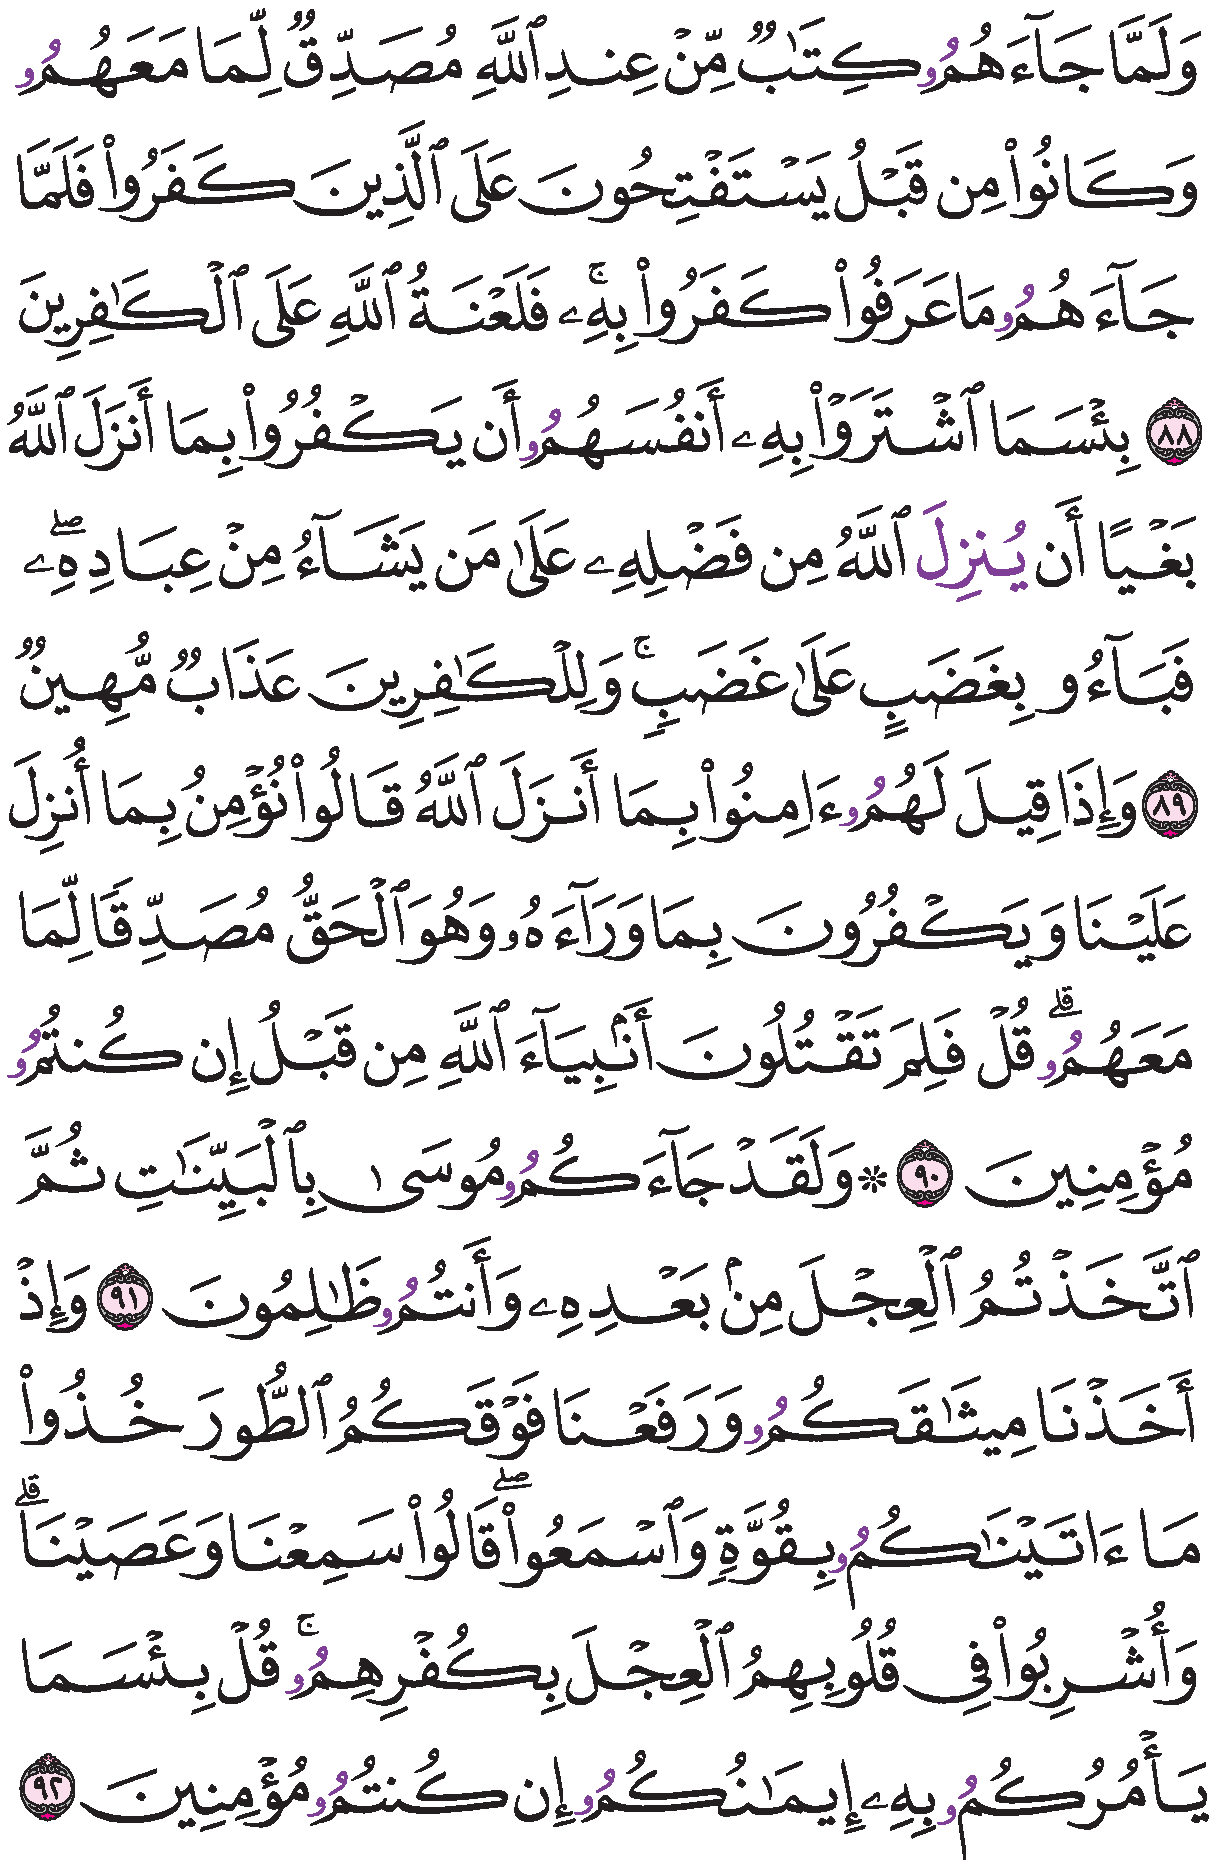 وَلَمَّا جَآءَهُمُۥ كِتَٰبٞ مِّنْ عِندِ ٱللَّهِ مُصَدِّقٞ لِّمَا مَعَهُمُۥ
وَكَانُواْ مِن قَبْلُ يَسْتَفْتِحُونَ عَلَى ٱلَّذِينَ كَفَرُواْ فَلَمَّا
جَآءَهُمُۥ مَا عَرَفُواْ كَفَرُواْ بِهِۦۚ فَلَعْنَةُ ٱللَّهِ عَلَى ٱلْكَٰفِرِينَ
٨٨ بِئْسَمَا ٱشْتَرَوْاْ بِهِۦ أَنفُسَهُمُۥ أَن يَكْفُرُواْ بِمَا أَنزَلَ ٱللَّهُ
بَغْيًا أَن يُنزِلَ ٱللَّهُ مِن فَضْلِهِۦ عَلَىٰ مَن يَشَآءُ مِنْ عِبَادِهِۦۖ
فَبَآءُو بِغَضَبٍ عَلَىٰ غَضَبٍۚ وَلِلْكَٰفِرِينَ عَذَابٞ مُّهِينٞ
٨٩ وَإِذَا قِيلَ لَهُمُۥ ءَامِنُواْ بِمَا أَنزَلَ ٱللَّهُ قَالُواْ نُؤْمِنُ بِمَا أُنزِلَ
عَلَيْنَا وَيَكْفُرُونَ بِمَا وَرَآءَهُۥ وَهُوَ ٱلْحَقُّ مُصَدِّقًا لِّمَا
مَعَهُمُۥۗ قُلْ فَلِمَ تَقْتُلُونَ أَنۢبِيَآءَ ٱللَّهِ مِن قَبْلُ إِن كُنتُمُۥ
مُؤْمِنِينَ ٩٠ ۞ وَلَقَدْ جَآءَكُمُۥ مُوسَىٰ بِٱلْبَيِّنَٰتِ ثُمَّ
ٱتَّخَذْتُمُ ٱلْعِجْلَ مِنۢ بَعْدِهِۦ وَأَنتُمُۥ ظَٰلِمُونَ ٩١ وَإِذْ
أَخَذْنَا مِيثَٰقَكُمُۥ وَرَفَعْنَا فَوْقَكُمُ ٱلطُّورَ خُذُواْ
مَا ءَاتَيْنَٰكُمُۥ بِقُوَّةٍ وَٱسْمَعُواْۖ قَالُواْ سَمِعْنَا وَعَصَيْنَاۗ
وَأُشْرِبُواْ فِى قُلُوبِهِمُ ٱلْعِجْلَ بِكُفْرِهِمُۥۚ قُلْ بِئْسَمَا
يَأْمُرُكُمُۥ بِهِۦ إِيمَٰنُكُمُۥ إِن كُنتُمُۥ مُؤْمِنِينَ ٩٢